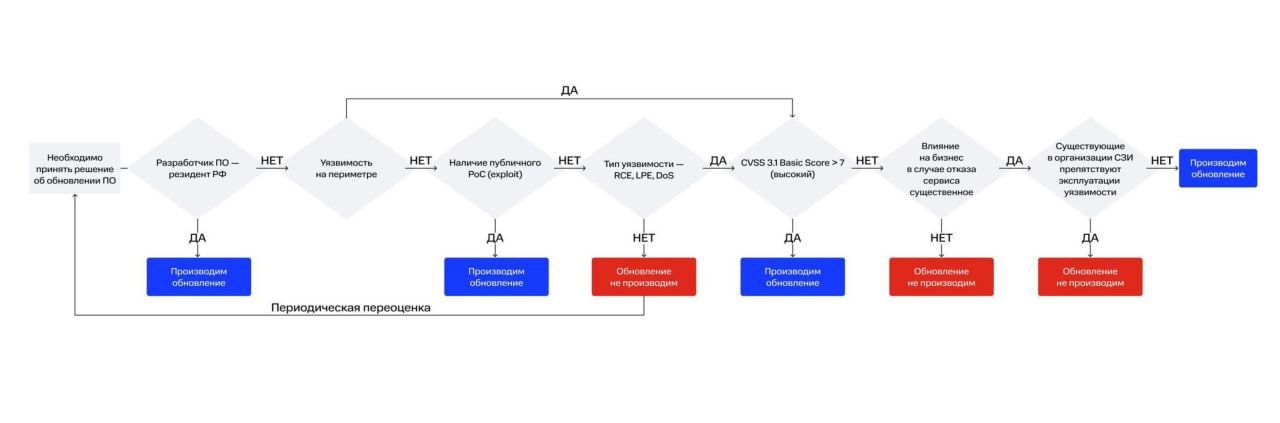 ДА
Необходимо
принять решение
об обновлении ПО
Разработчик ПО —
резидент РФ
НЕТ
Уязвимость
на периметре
НЕТ
Наличие публичного
PoC (exploit)
НЕТ
Тип уязвимости —
RCE, LPE, DoS
ДА
CVSS 3.1 Basic Score > 7
(высокий)
НЕТ
Влияние
на бизнес
в случае отказа
сервиса
существенное
ДА
Существующие
в организации СЗИ
препятствуют
эксплуатации
уязвимости
НЕТ
Производим
обновление
ДА
ДА
НЕТ
ДА
НЕТ
ДА
Производим
обновление
Производим
обновление
Обновление
не производим
Производим
обновление
Обновление
не производим
Обновление
не производим
Периодическая переоценка